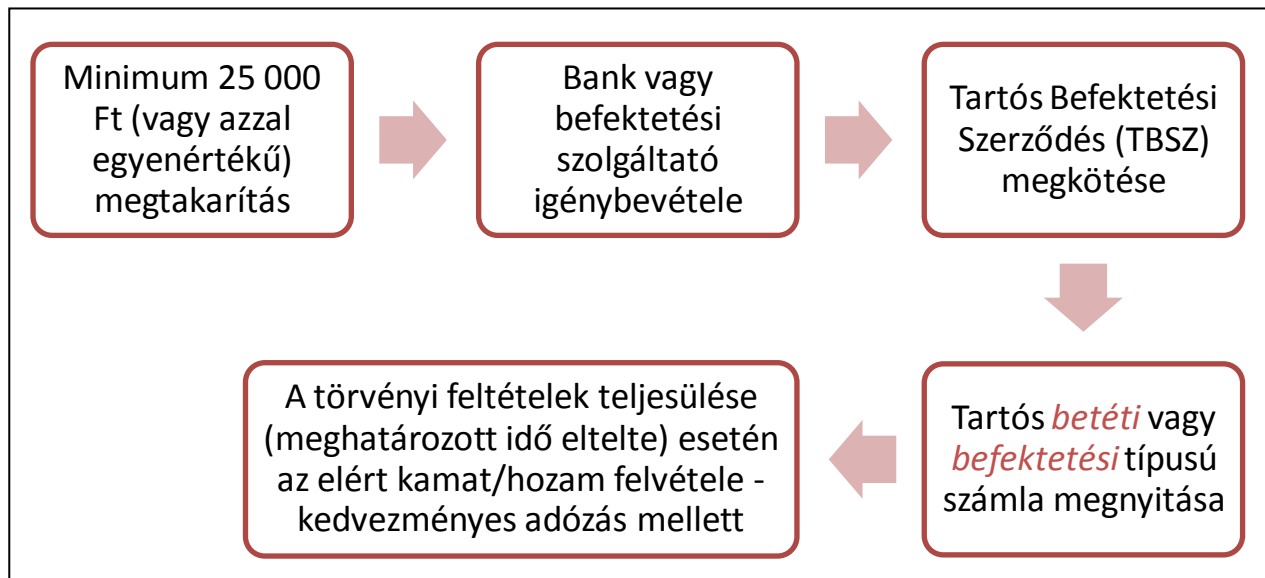 Minimum 25 000
Ft (vagy azzal
egyenértékű)
megtakarítás
Bank vagy
befektetési
szolgáltató
igénybevétele
Tartós Befektetési
Szerződés (TBSZ)
megkötése
Tartós betéti vagy
befektetési típusú
számla megnyitása
A törvényi feltételek teljesülése
(meghatározott idő eltelte) esetén
az elért kamat/hozam felvétele -
kedvezményes adózás mellett